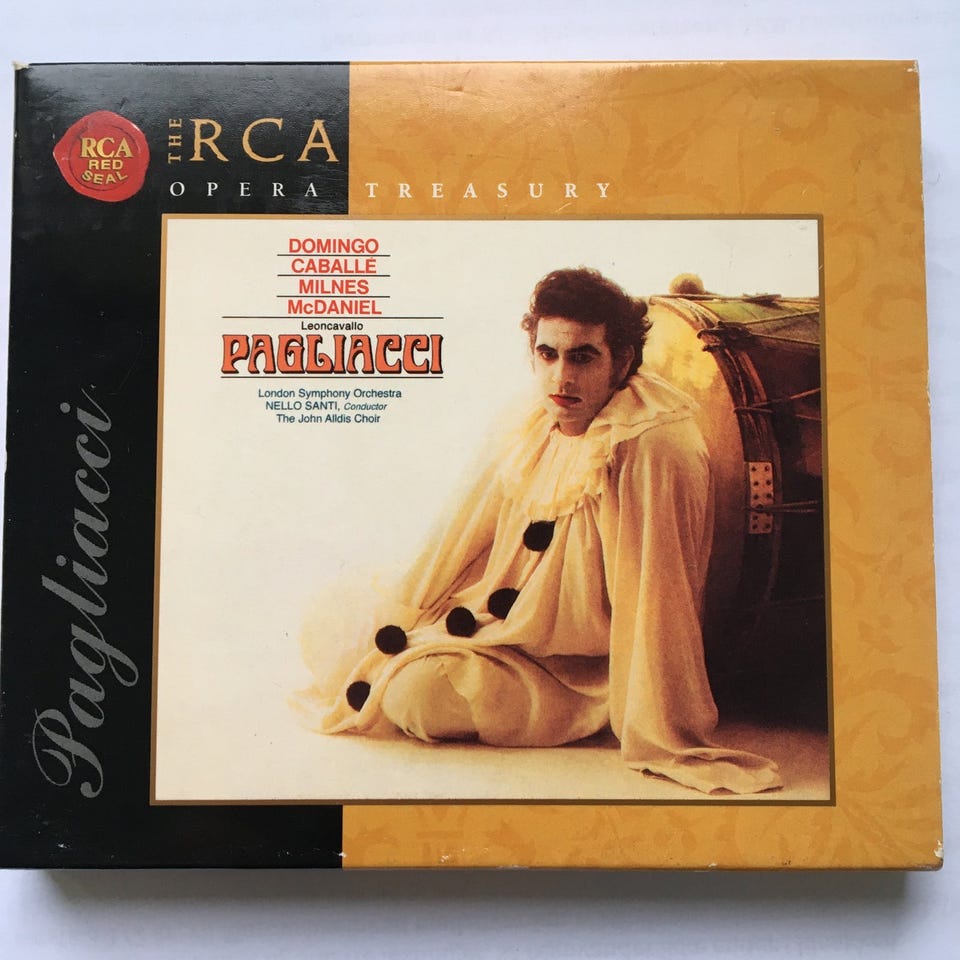 RCA
RED
SEAL
THE RCA
OPERA TREASURY
DOMINGO
CABALLÉ
MILNES
McDANIEL
Leoncavallo
PAGLIACCI
London Symphony Orchestra
NELLO SANTI, Conductor
The John Alldis Choir
Pagliacci